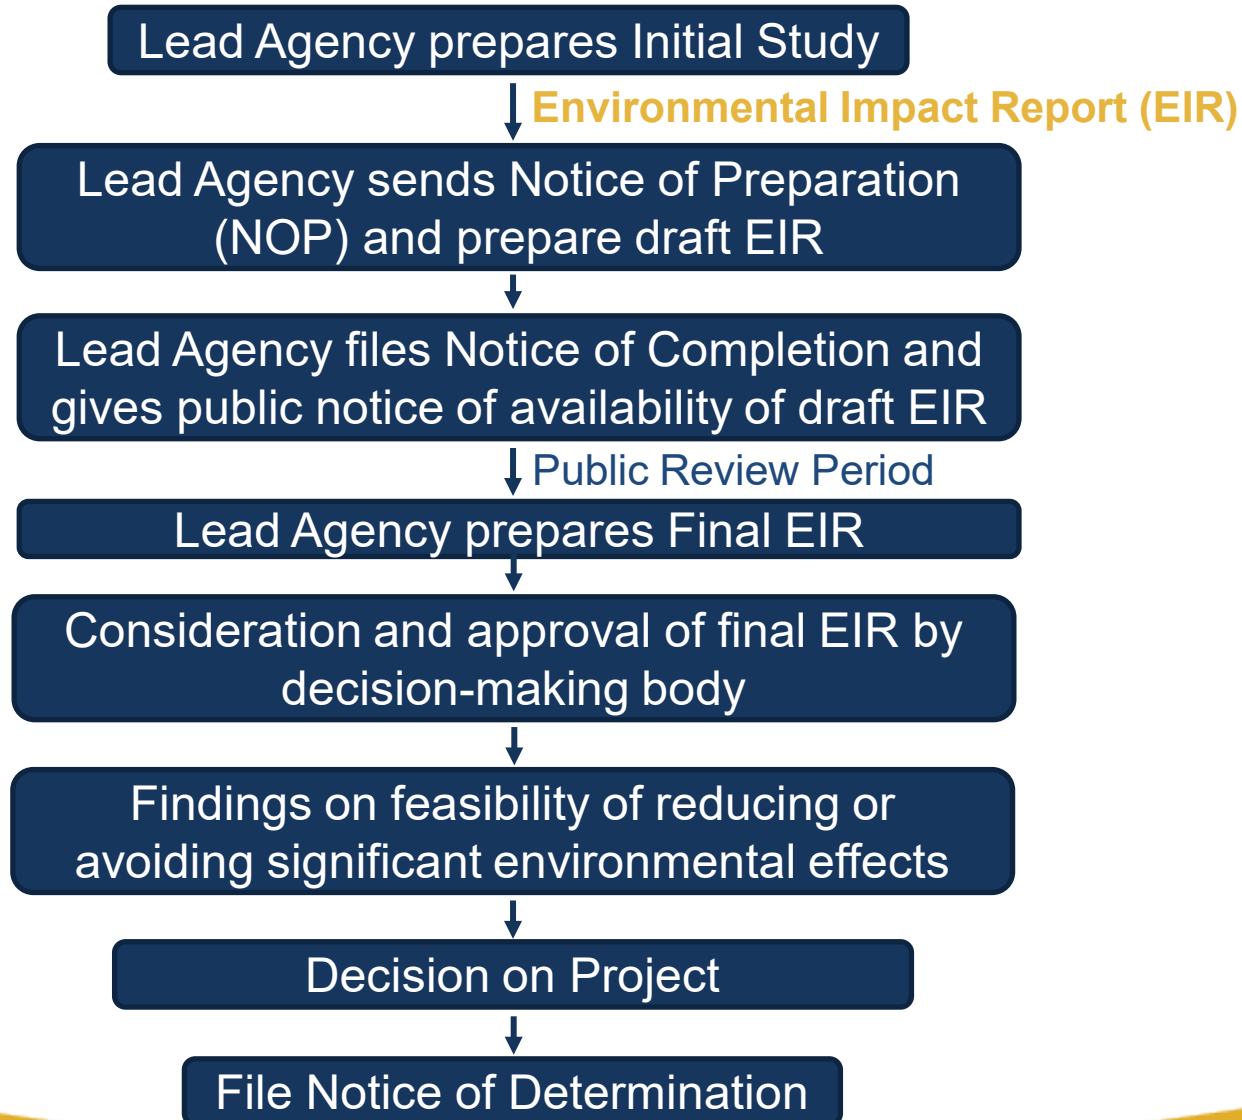 Lead Agency prepares Initial Study
Environmental Impact Report (EIR)
Lead Agency sends Notice of Preparation
(NOP) and prepare draft EIR
Lead Agency files Notice of Completion and
gives public notice of availability of draft EIR
Public Review Period
Lead Agency prepares Final EIR
Consideration and approval of final EIR by
decision-making body
Findings on feasibility of reducing or
avoiding significant environmental effects
Decision on Project
File Notice of Determination